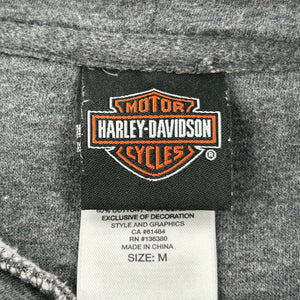 MOTOR
HARLEY-DAVIDSON
CYCLES
®
EXCLUSIVE OF DECORATION
STYLE AND GRAPHICS
CA #61484
RN #136380
MADE IN CHINA
SIZE: M